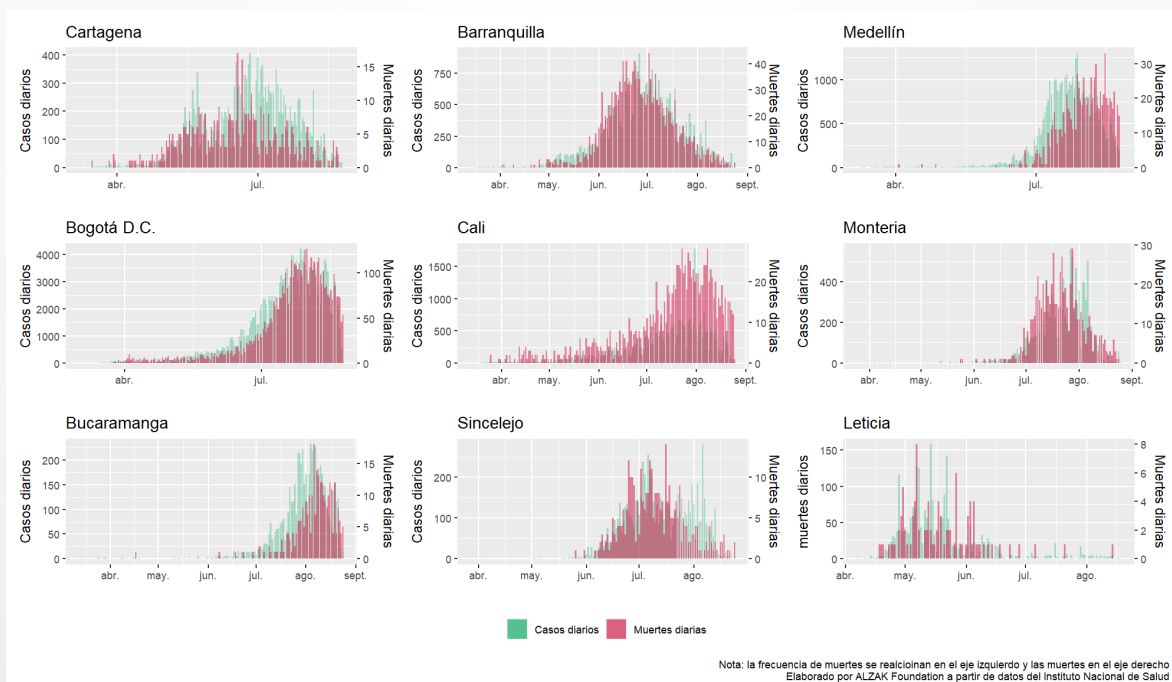 Cartagena
Barranquilla
Medellín
Casos diarios
400
300
200
100
0
15
10
5
0
Muertes diarias
abr.
jul.
Casos diarios
750
500
250
0
40
30
20
10
0
Muertes diarias
abr.
may.
jun.
jul.
ago.
sept.
Casos diarios
1000
500
0
30
20
10
0
Muertes diarias
abr.
jul.
Bogotá D.C.
Cali
Monteria
Casos diarios
4000
3000
2000
1000
0
100
50
0
Muertes diarias
abr.
jul.
Casos diarios
1500
1000
500
0
20
10
0
Muertes diarias
abr.
may.
jun.
jul.
ago.
sept.
Casos diarios
400
200
0
30
20
10
0
Muertes diarias
abr.
may.
jun.
jul.
ago.
sept.
Bucaramanga
Sincelejo
Leticia
Casos diarios
200
150
100
50
0
15
10
5
0
Muertes diarias
abr.
may.
jun.
jul.
ago.
sept.
Casos diarios
200
100
0
10
5
0
Muertes diarias
abr.
may.
jun.
jul.
ago.
muertes diarios
150
100
50
0
8
6
4
2
0
Muertes diarias
abr.
may.
jun.
jul.
ago.
Casos diarios
Muertes diarias
Nota: la frecuencia de muertes se realcioinan en el eje izquierdo y las muertes en el eje derecho
Elaborado por ALZAK Foundation a partir de datos del Instituto Nacional de Salud